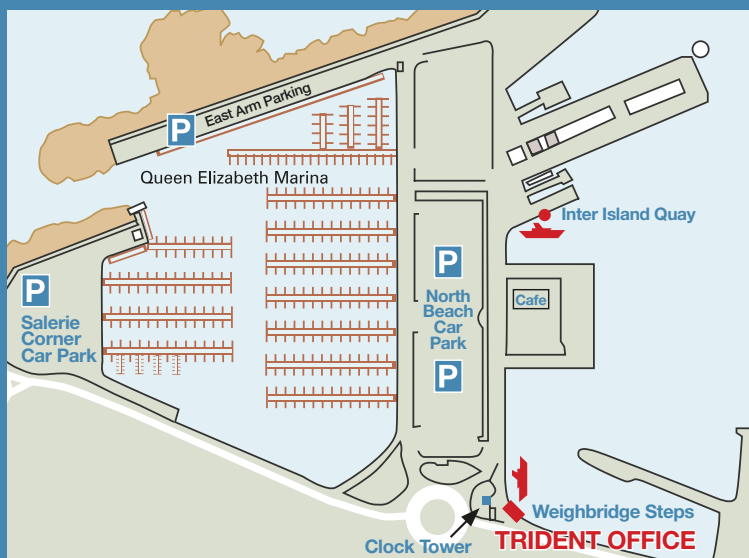 P
East Arm Parking
Queen Elizabeth Marina
Inter Island Quay
P
P
Salerie
Corner
Car Park
North
Beach
Car
Park
Cafe
P
Weighbridge Steps
TRIDENT OFFICE
Clock Tower